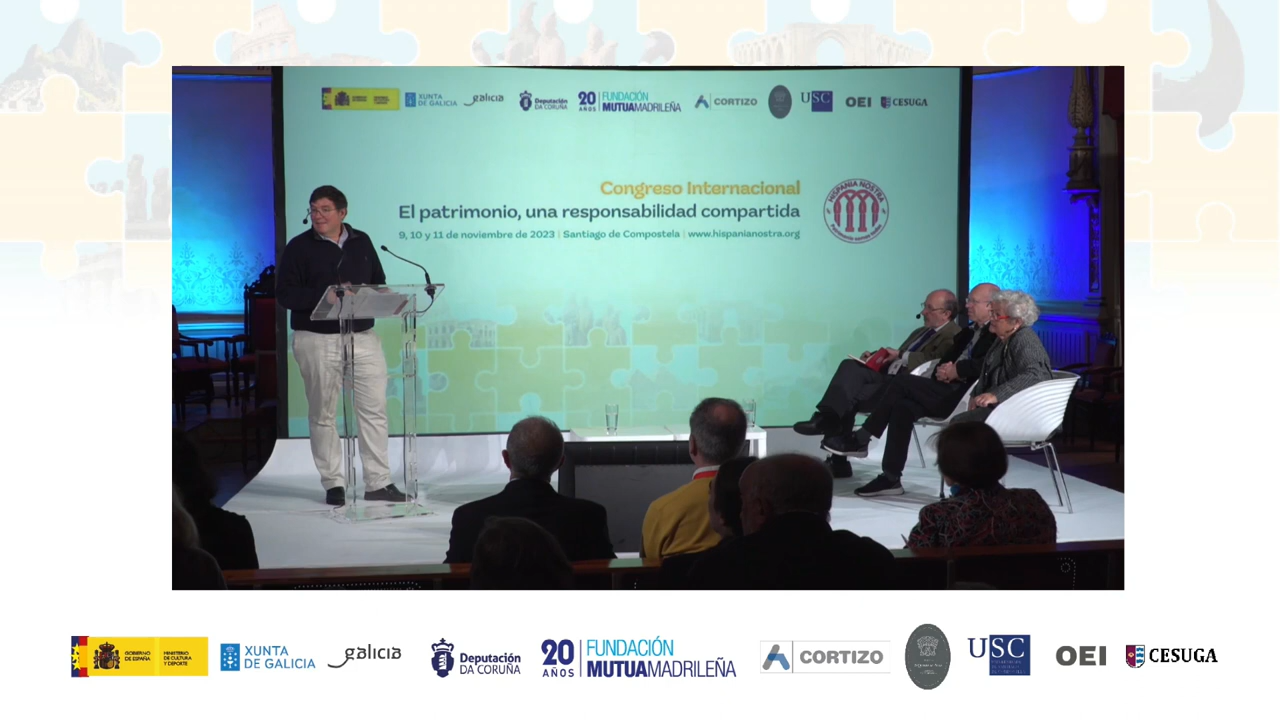 GOBIERNO DE ESPAÑA
XUNTA DE GALICIA
galicia
Deputación DA CORUÑA
20 AÑOS
FUNDACIÓN MUTUAMADRILEÑA
CORTIZO
USC
OEI
CESUGA
Congreso Internacional
El patrimonio, una responsabilidad compartida
9, 10 y 11 de noviembre de 2023 | Santiago de Compostela | www.hispanianostra.org
HISPANIA NOSTRA
GOBIERNO DE ESPAÑA
MINISTERIO DE CULTURA Y DEPORTE
XUNTA DE GALICIA
galicia
Deputación DA CORUÑA
20 AÑOS
FUNDACIÓN
MUTUAMADRILEÑA
CORTIZO
USC
OEI
CESUGA